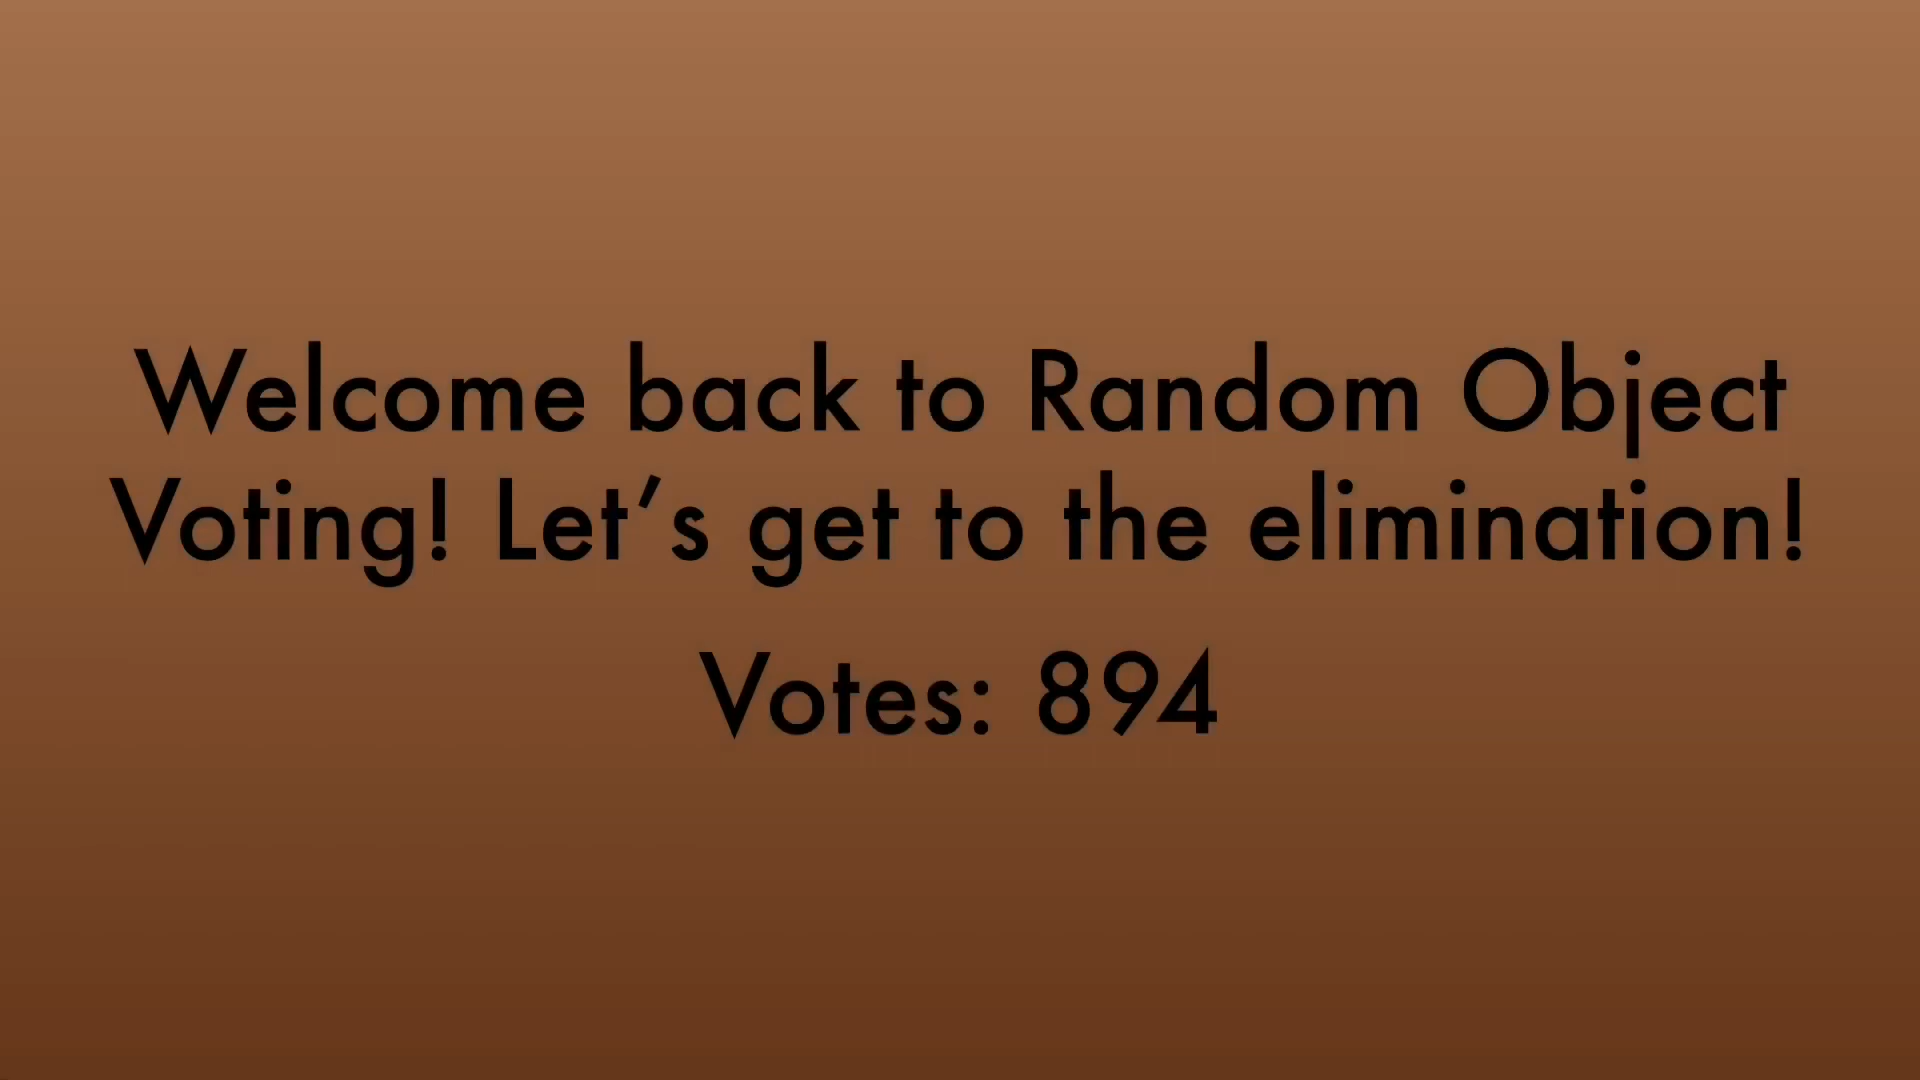 Welcome back to Random Object
Voting! Let’s get to the elimination!
Votes: 894